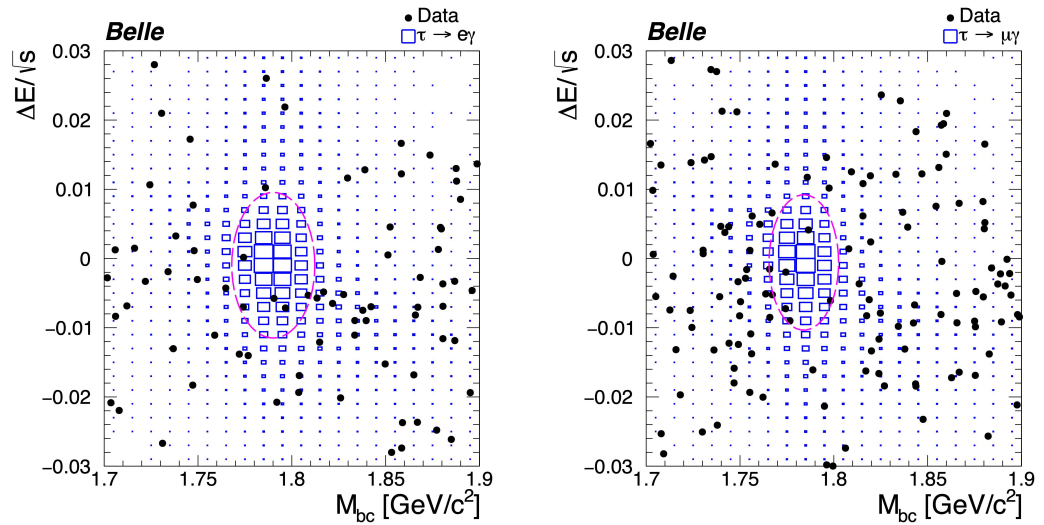 Belle
Data
τ → eγ
ΔE/√s
0.03
0.02
0.01
0
−0.01
−0.02
−0.03
1.7
1.75
1.8
1.85
1.9
M_bc [GeV/c²]
Belle
Data
τ → μγ
ΔE/√s
0.03
0.02
0.01
0
−0.01
−0.02
−0.03
1.7
1.75
1.8
1.85
1.9
M_bc [GeV/c²]